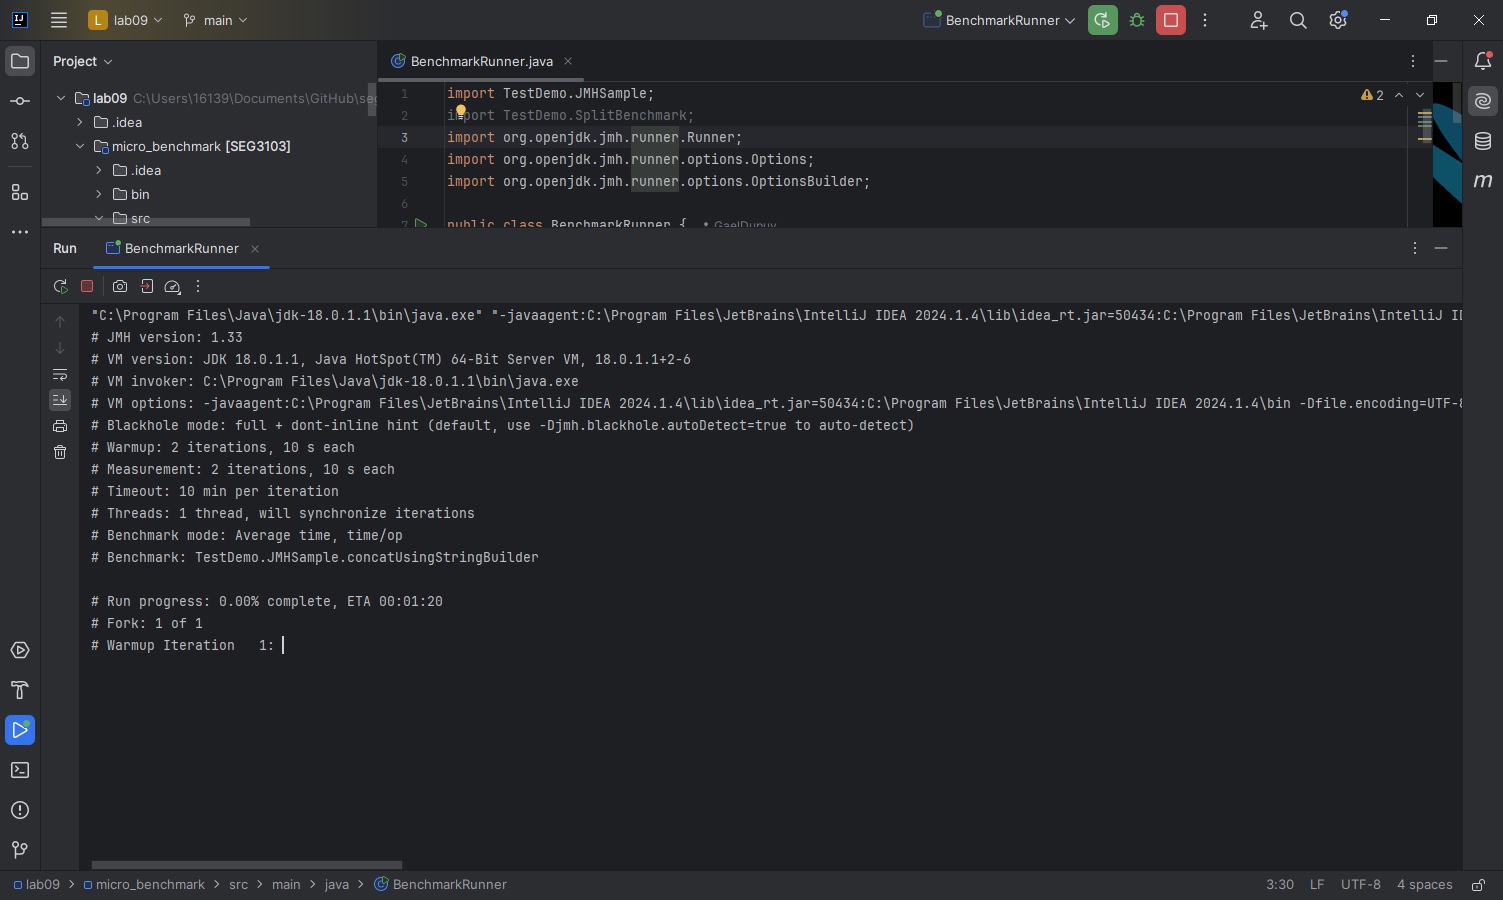 L lab09 main BenchmarkRunner
Project
BenchmarkRunner.java
lab09 C:\Users\16139\Documents\GitHub\seg
.idea
micro_benchmark [SEG3103]
.idea
bin
src
1 import TestDemo.JMHSample;
2 import TestDemo.SplitBenchmark;
3 import org.openjdk.jmh.runner.Runner;
4 import org.openjdk.jmh.runner.options.Options;
5 import org.openjdk.jmh.runner.options.OptionsBuilder;
6
7 public class BenchmarkRunner { GaelDupuy
2
m
Run BenchmarkRunner
"C:\Program Files\Java\jdk-18.0.1.1\bin\java.exe" "-javaagent:C:\Program Files\JetBrains\IntelliJ IDEA 2024.1.4\lib\idea_rt.jar=50434:C:\Program Files\JetBrains\IntelliJ ID
# JMH version: 1.33
# VM version: JDK 18.0.1.1, Java HotSpot(TM) 64-Bit Server VM, 18.0.1.1+2-6
# VM invoker: C:\Program Files\Java\jdk-18.0.1.1\bin\java.exe
# VM options: -javaagent:C:\Program Files\JetBrains\IntelliJ IDEA 2024.1.4\lib\idea_rt.jar=50434:C:\Program Files\JetBrains\IntelliJ IDEA 2024.1.4\bin -Dfile.encoding=UTF-8
# Blackhole mode: full + dont-inline hint (default, use -Djmh.blackhole.autoDetect=true to auto-detect)
# Warmup: 2 iterations, 10 s each
# Measurement: 2 iterations, 10 s each
# Timeout: 10 min per iteration
# Threads: 1 thread, will synchronize iterations
# Benchmark mode: Average time, time/op
# Benchmark: TestDemo.JMHSample.concatUsingStringBuilder
# Run progress: 0.00% complete, ETA 00:01:20
# Fork: 1 of 1
# Warmup Iteration   1:
lab09 > micro_benchmark > src > main > java > BenchmarkRunner 3:30 LF UTF-8 4 spaces